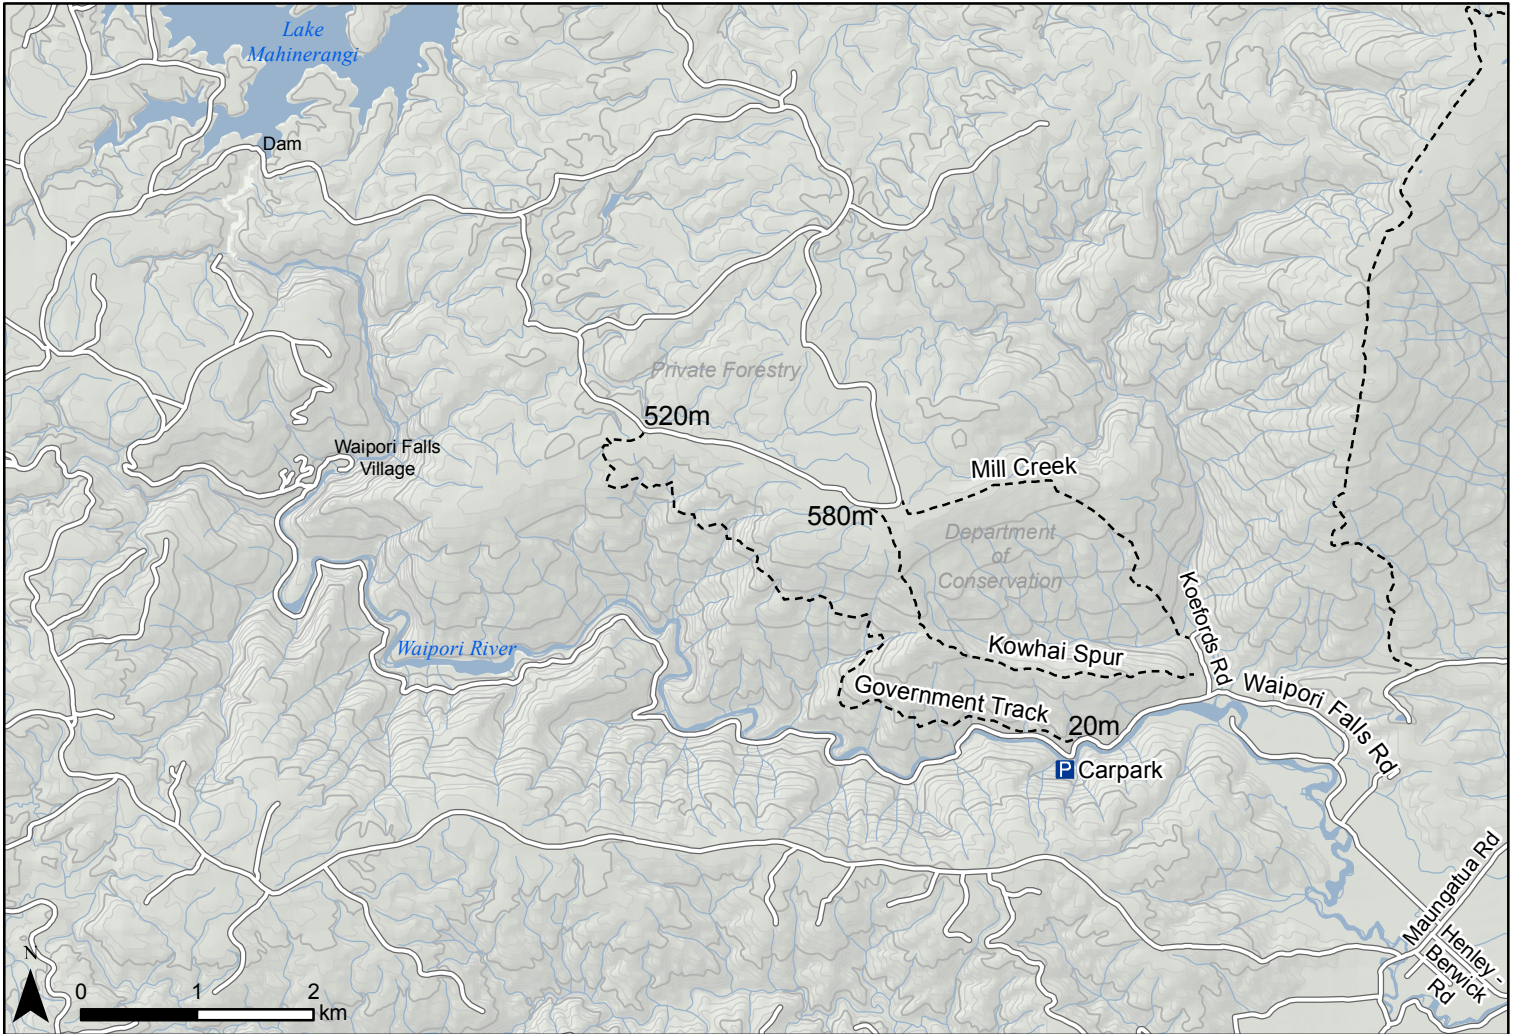 Lake
Mahinerangi
Dam
Private Forestry
520m
Waipori Falls
Village
Mill Creek
580m
Department
of
Conservation
Koefords Rd
Waipori River
Kowhai Spur
Government Track
20m
Waipori Falls Rd
P Carpark
Maungatua Rd
Henley -
Berwick
Rd
N
0 1 2
km